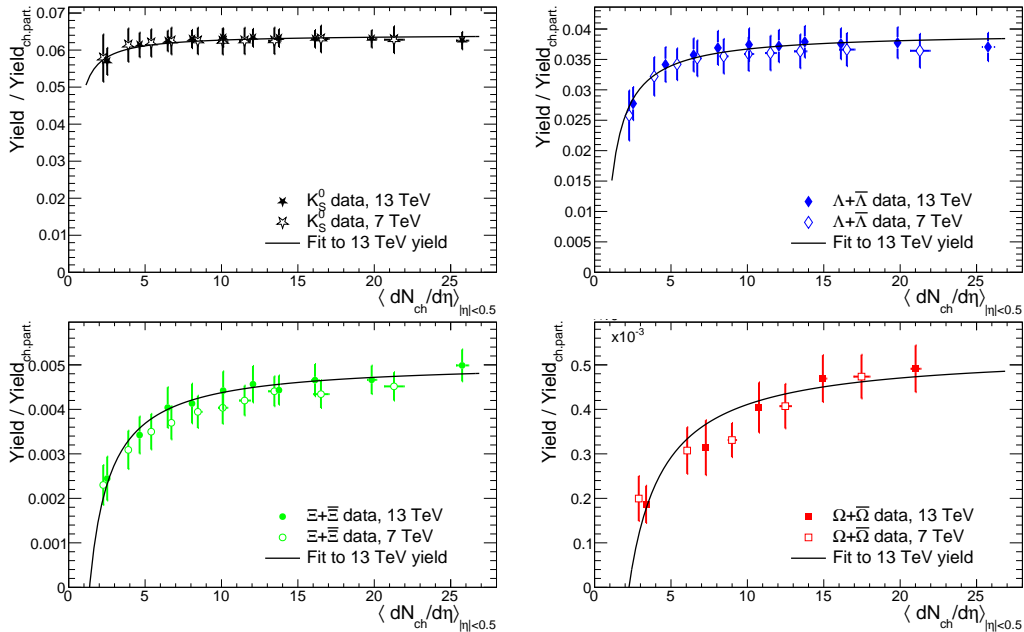 Yield / Yield_ch.part.
0.07
0.06
0.05
0.04
0.03
0.02
0.01
0
K⁰_S data, 13 TeV
K⁰_S data, 7 TeV
Fit to 13 TeV yield
0 5 10 15 20 25
⟨ dN_ch/dη⟩_|η|<0.5
Yield / Yield_ch.part.
0.04
0.035
0.03
0.025
0.02
0.015
0.01
0.005
0
Λ+Λ̅ data, 13 TeV
Λ+Λ̅ data, 7 TeV
Fit to 13 TeV yield
0 5 10 15 20 25
⟨ dN_ch/dη⟩_|η|<0.5
Yield / Yield_ch.part.
0.005
0.004
0.003
0.002
0.001
0
Ξ+Ξ̅ data, 13 TeV
Ξ+Ξ̅ data, 7 TeV
Fit to 13 TeV yield
0 5 10 15 20 25
⟨ dN_ch/dη⟩_|η|<0.5
Yield / Yield_ch.part.
x10⁻³
0.5
0.4
0.3
0.2
0.1
0
Ω+Ω̅ data, 13 TeV
Ω+Ω̅ data, 7 TeV
Fit to 13 TeV yield
0 5 10 15 20 25
⟨ dN_ch/dη⟩_|η|<0.5